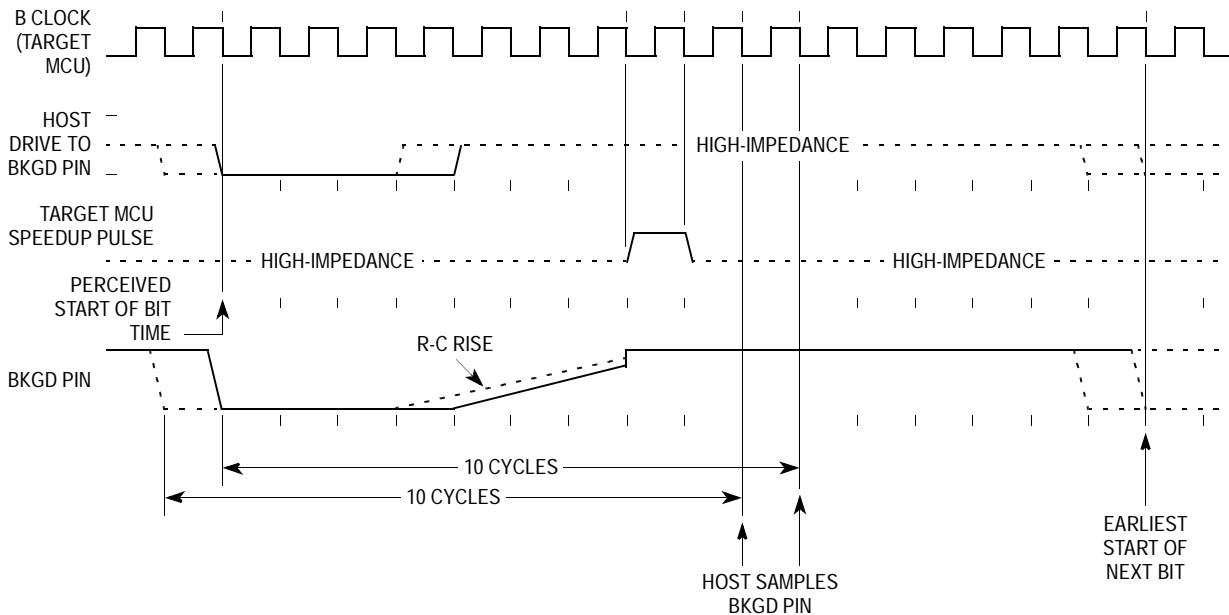 B CLOCK
(TARGET
MCU)
HOST
DRIVE TO
BKGD PIN
HIGH-IMPEDANCE
TARGET MCU
SPEEDUP PULSE
HIGH-IMPEDANCE
HIGH-IMPEDANCE
PERCEIVED
START OF BIT
TIME
R-C RISE
BKGD PIN
10 CYCLES
10 CYCLES
HOST SAMPLES
BKGD PIN
EARLIEST
START OF
NEXT BIT